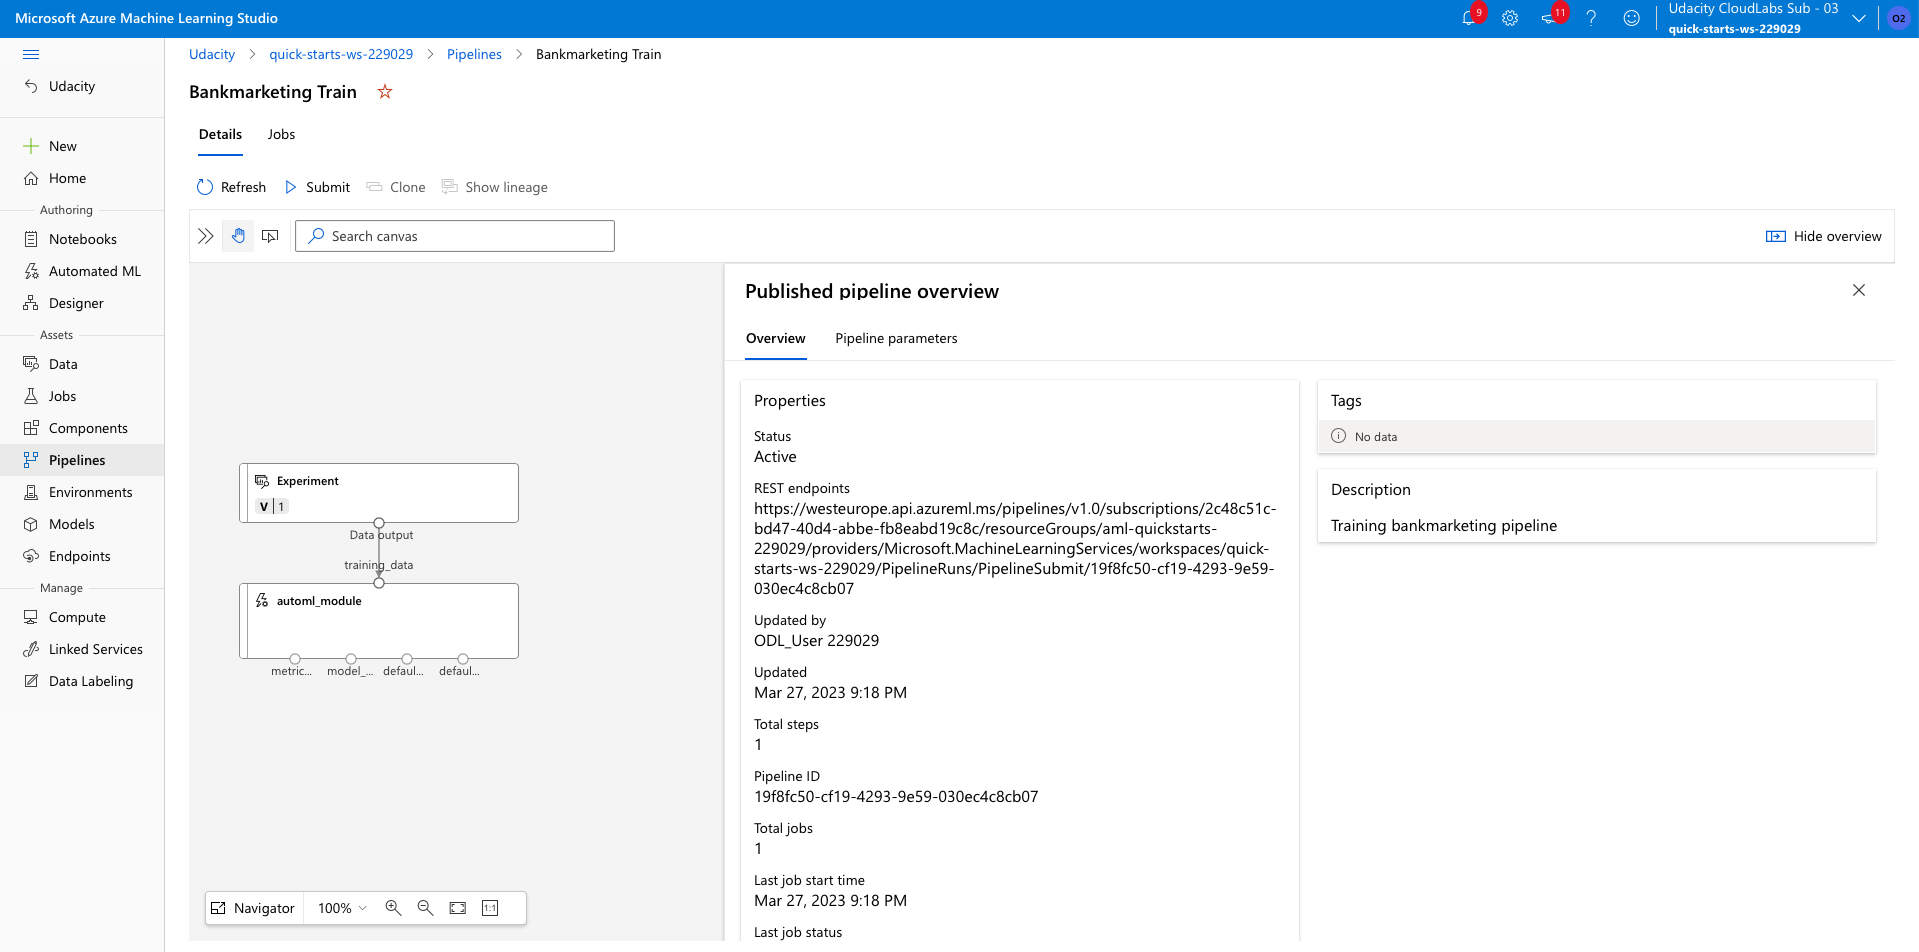 Microsoft Azure Machine Learning Studio
9
11
Udacity CloudLabs Sub - 03
quick-starts-ws-229029
O2
Udacity
New
Home
Authoring
Notebooks
Automated ML
Designer
Assets
Data
Jobs
Components
Pipelines
Environments
Models
Endpoints
Manage
Compute
Linked Services
Data Labeling
Udacity > quick-starts-ws-229029 > Pipelines > Bankmarketing Train
Bankmarketing Train
Details Jobs
Refresh Submit Clone Show lineage
Search canvas
Hide overview
Experiment
V 1
Data output
training_data
automl_module
metric... model_... defaul... defaul...
Navigator 100% 1:1
Published pipeline overview
Overview Pipeline parameters
Properties
Status
Active
REST endpoints
https://westeurope.api.azureml.ms/pipelines/v1.0/subscriptions/2c48c51c-
bd47-40d4-abbe-fb8eabd19c8c/resourceGroups/aml-quickstarts-
229029/providers/Microsoft.MachineLearningServices/workspaces/quick-
starts-ws-229029/PipelineRuns/PipelineSubmit/19f8fc50-cf19-4293-9e59-
030ec4c8cb07
Updated by
ODL_User 229029
Updated
Mar 27, 2023 9:18 PM
Total steps
1
Pipeline ID
19f8fc50-cf19-4293-9e59-030ec4c8cb07
Total jobs
1
Last job start time
Mar 27, 2023 9:18 PM
Last job status
Tags
No data
Description
Training bankmarketing pipeline